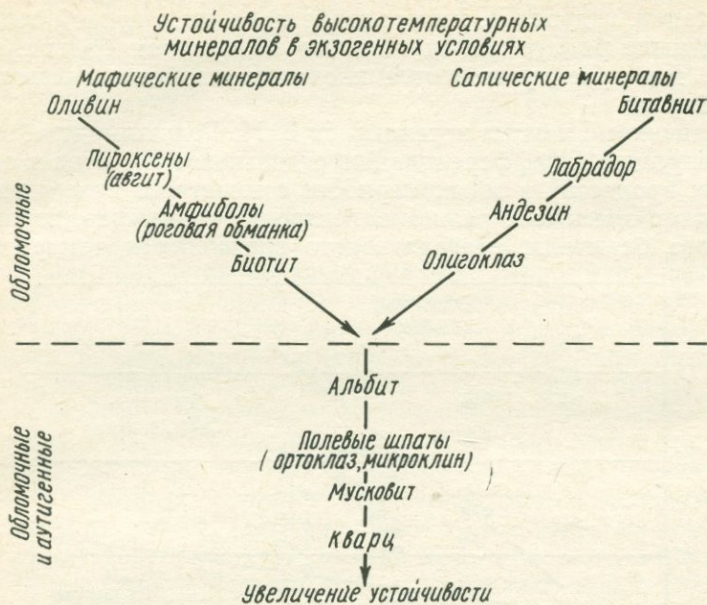 Устойчивость высокотемпературных
минералов в экзогенных условиях
Мафические минералы
Салические минералы
Оливин
Битавнит
Пироксены
(авгит)
Лабрадор
Амфиболы
(роговая обманка)
Андезин
Биотит
Олигоклаз
Обломочные
Альбит
Полевые шпаты
(ортоклаз, микроклин)
Мусковит
Кварц
Обломочные
и аутигенные
Увеличение устойчивости